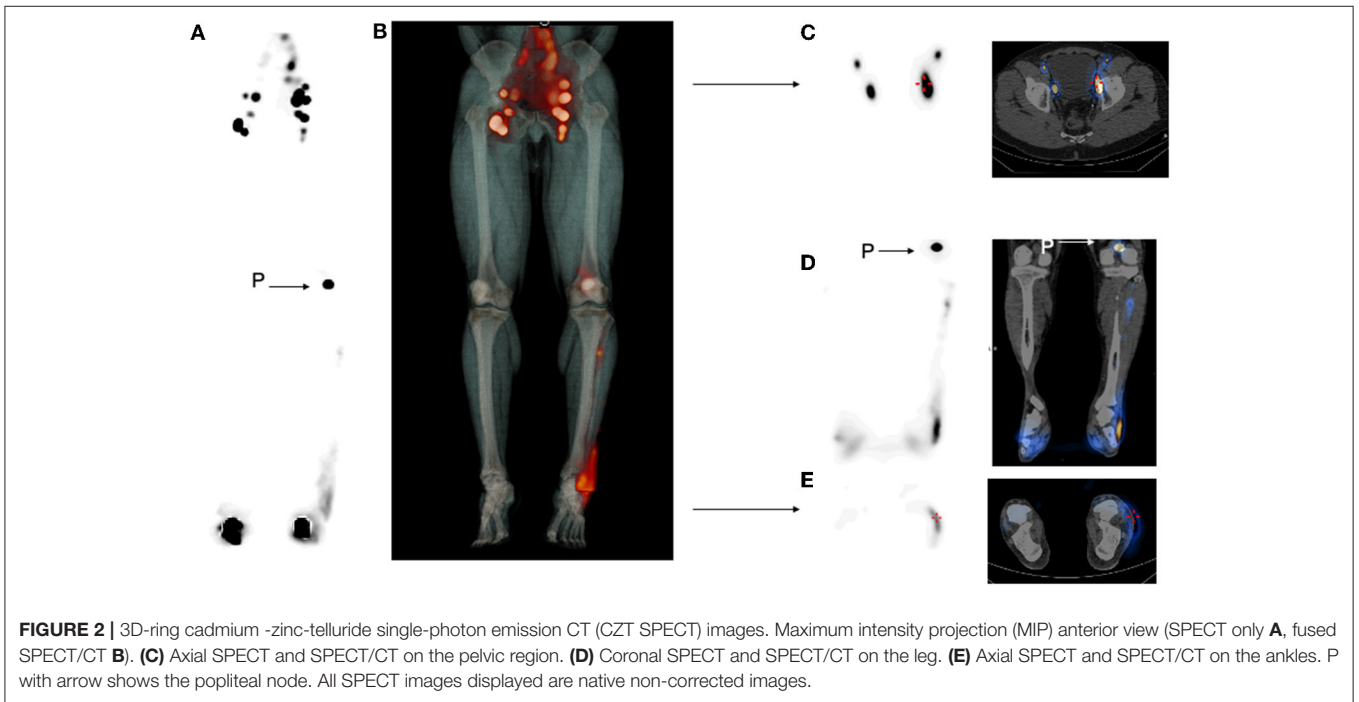 A
B
C
P
P
D
P
E
FIGURE 2 | 3D-ring cadmium -zinc-telluride single-photon emission CT (CZT SPECT) images. Maximum intensity projection (MIP) anterior view (SPECT only A, fused
SPECT/CT B). (C) Axial SPECT and SPECT/CT on the pelvic region. (D) Coronal SPECT and SPECT/CT on the leg. (E) Axial SPECT and SPECT/CT on the ankles. P
with arrow shows the popliteal node. All SPECT images displayed are native non-corrected images.